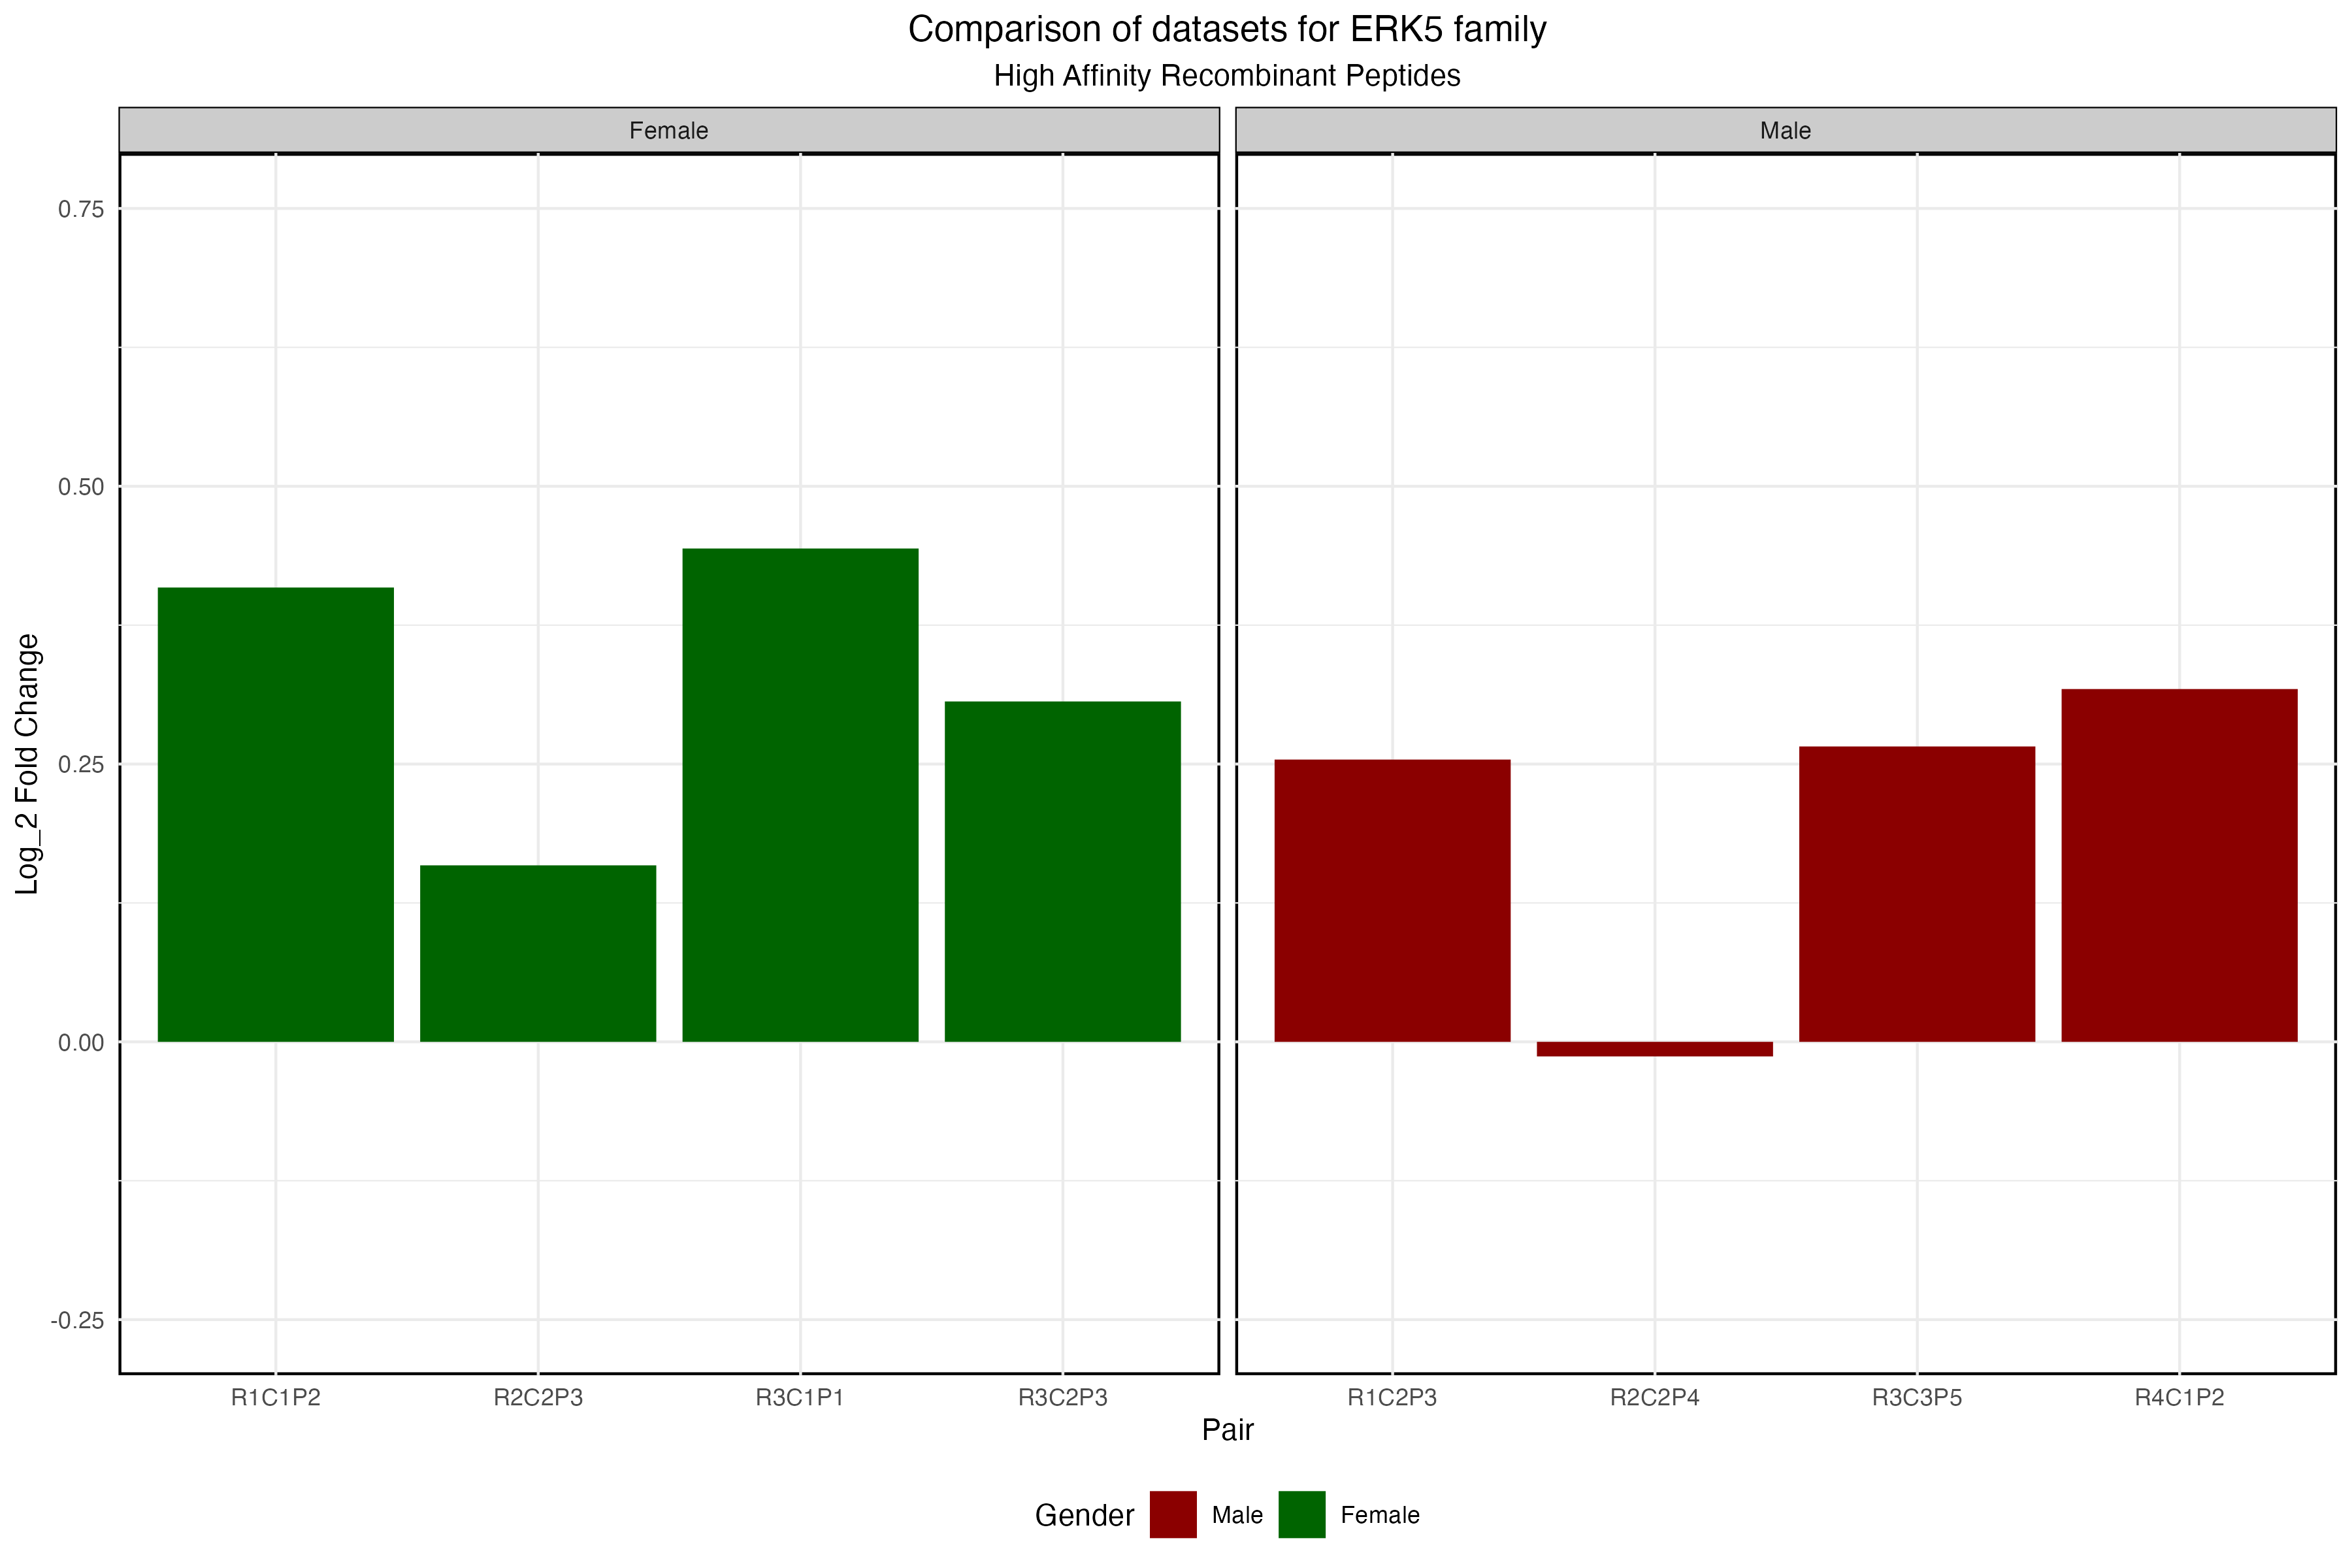 Comparison of datasets for ERK5 family
High Affinity Recombinant Peptides
Female
Male
0.75
0.50
0.25
0.00
-0.25
Log_2 Fold Change
R1C1P2 R2C2P3 R3C1P1 R3C2P3
R1C2P3 R2C2P4 R3C3P5 R4C1P2
Pair
Gender Male Female